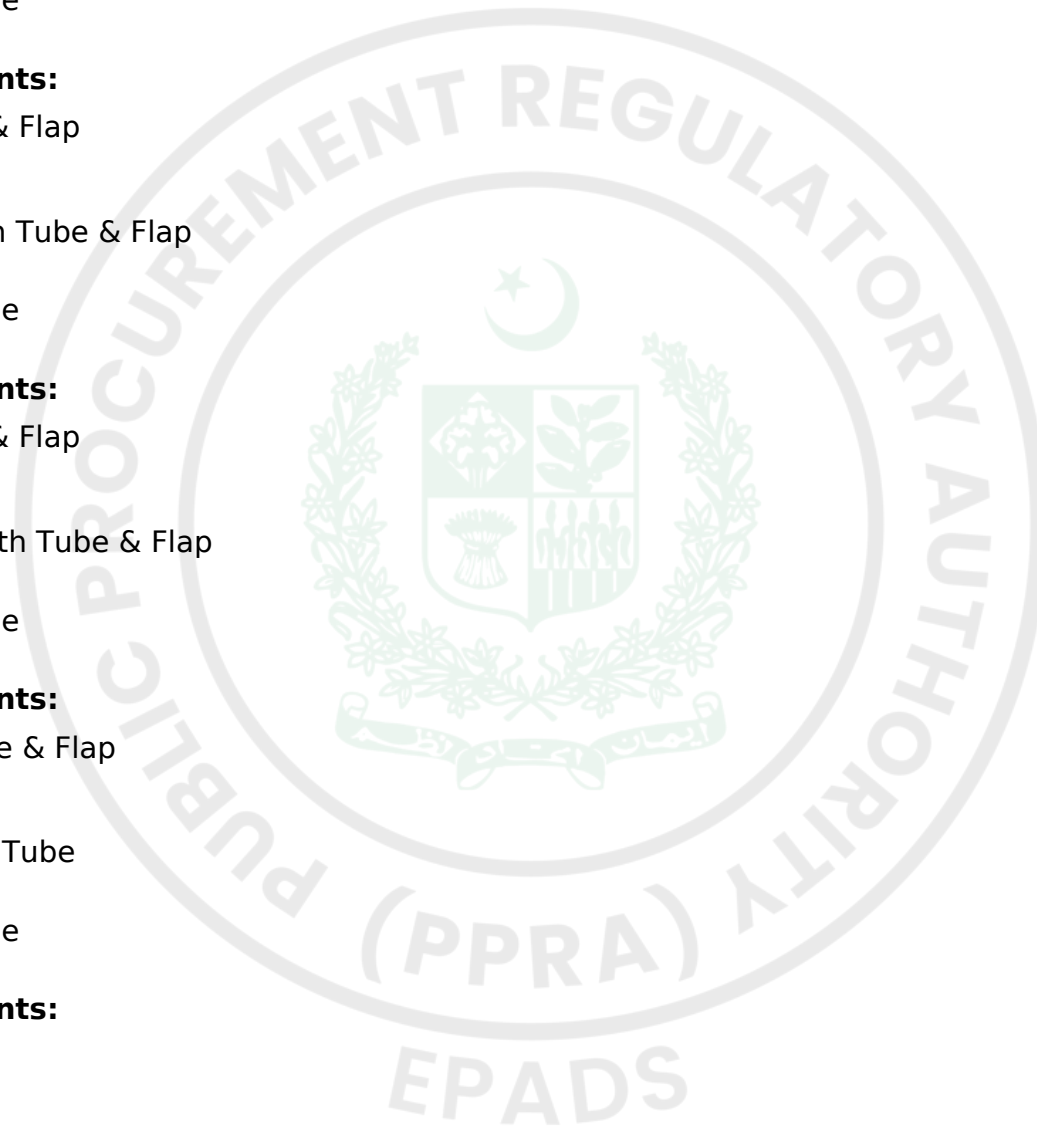 e
nts:
& Flap
n Tube & Flap
e
nts:
& Flap
th Tube & Flap
e
nts:
e & Flap
Tube
e
nts:
PUBLIC PROCUREMENT REGULATORY AUTHORITY
(PPRA)
EPADS